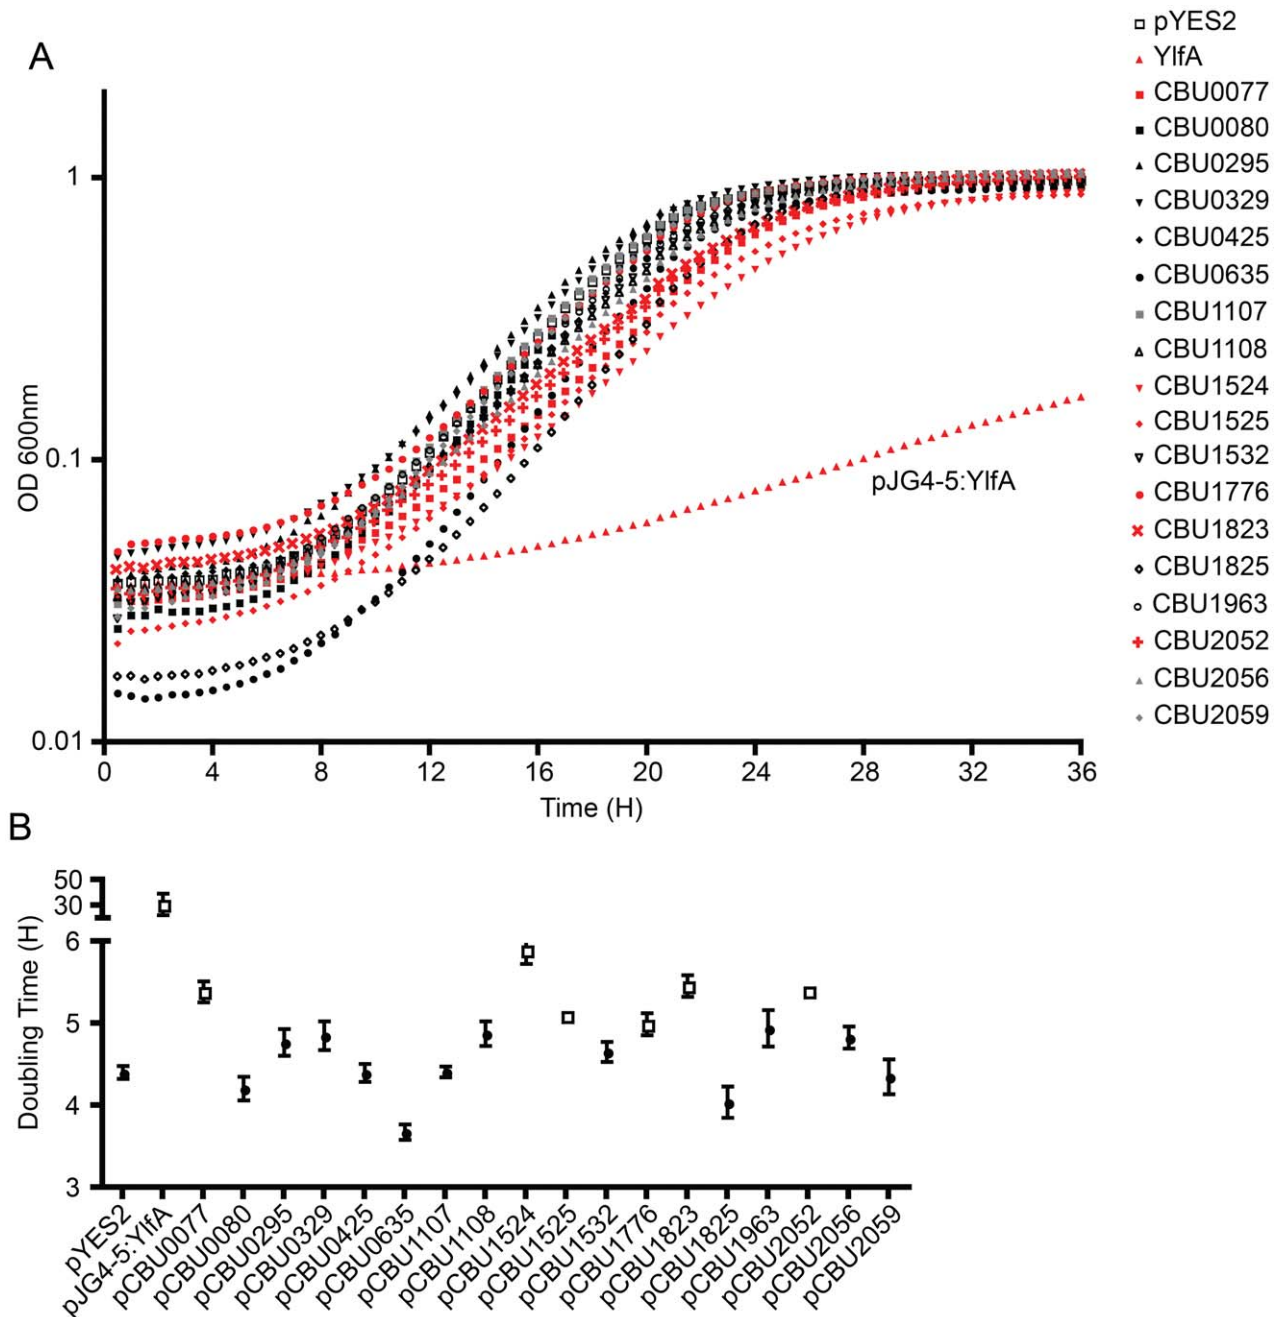 A
pYES2
YlfA
CBU0077
CBU0080
CBU0295
CBU0329
CBU0425
CBU0635
CBU1107
CBU1108
CBU1524
CBU1525
CBU1532
CBU1776
CBU1823
CBU1825
CBU1963
CBU2052
CBU2056
CBU2059
1
0.1
0.01
OD 600nm
pJG4-5:YlfA
0 4 8 12 16 20 24 28 32 36
Time (H)
B
50
30
6
5
4
3
Doubling Time (H)
pYES2
pJG4-5:YlfA
pCBU0077
pCBU0080
pCBU0295
pCBU0329
pCBU0425
pCBU0635
pCBU1107
pCBU1108
pCBU1524
pCBU1525
pCBU1532
pCBU1776
pCBU1823
pCBU1825
pCBU1963
pCBU2052
pCBU2056
pCBU2059